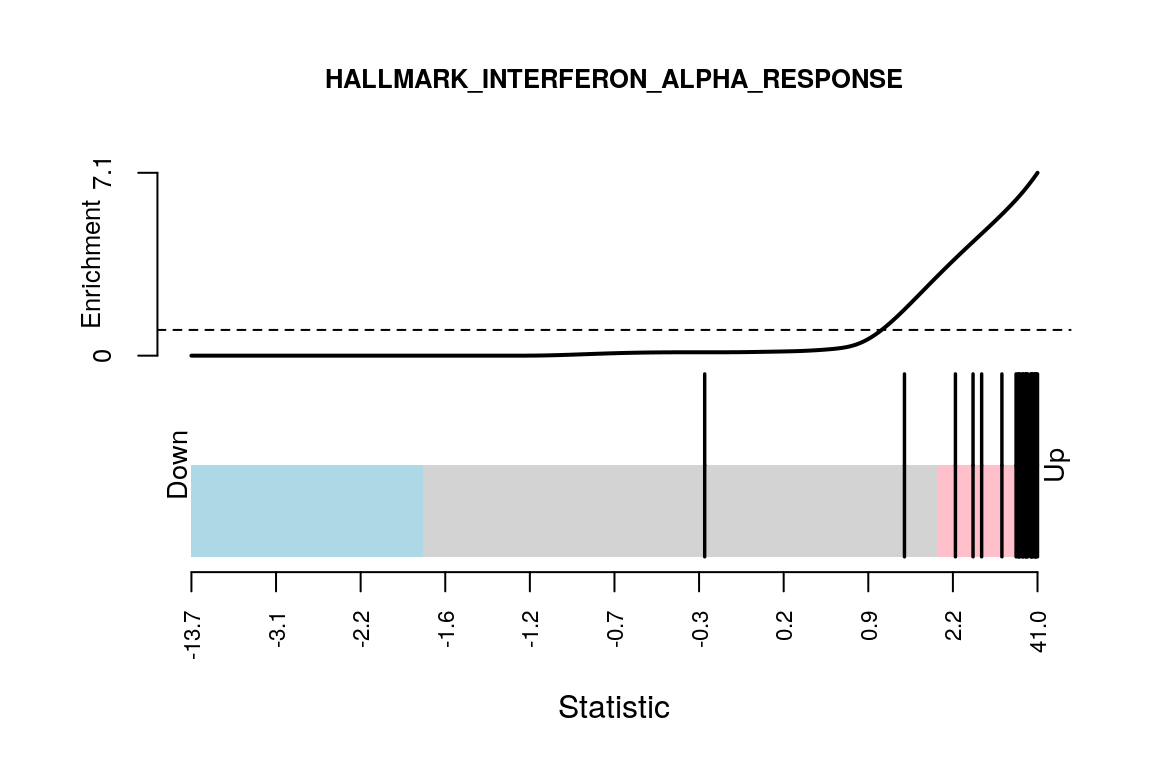 HALLMARK_INTERFERON_ALPHA_RESPONSE
7.1
Enrichment
0
Down
Up
-13.7 -3.1 -2.2 -1.6 -1.2 -0.7 -0.3 0.2 0.9 2.2 41.0
Statistic